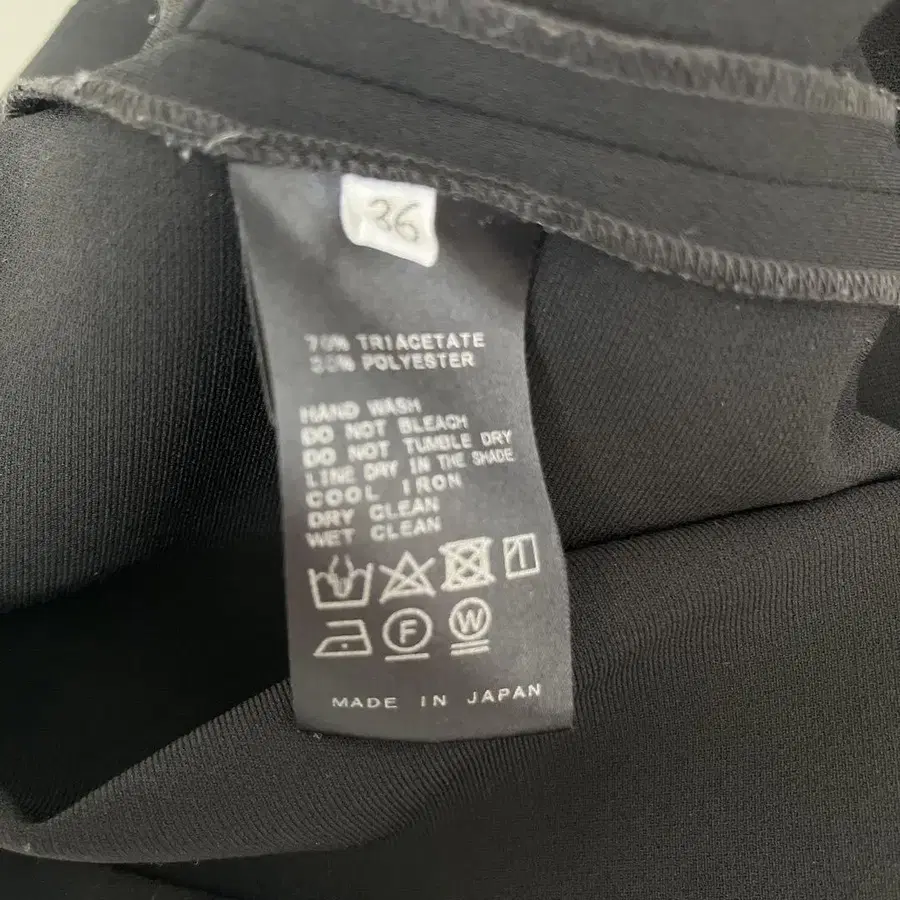 36
70% TRIACETATE
30% POLYESTER
HAND WASH
DO NOT BLEACH
DO NOT TUMBLE DRY
LINE DRY IN THE SHADE
COOL IRON
DRY CLEAN
WET CLEAN
F
W
MADE IN JAPAN